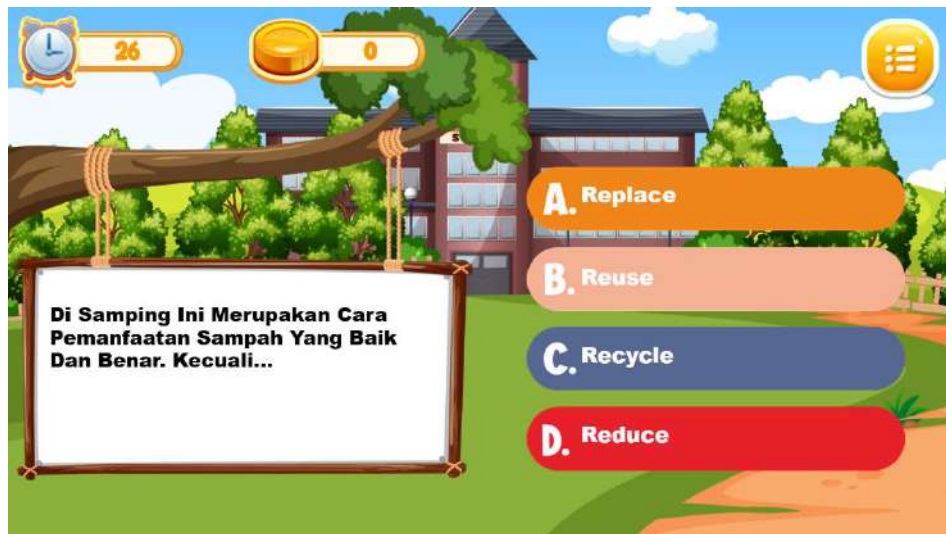 26
0
Di Samping Ini Merupakan Cara
Pemanfaatan Sampah Yang Baik
Dan Benar. Kecuali...
A. Replace
B. Reuse
C. Recycle
D. Reduce